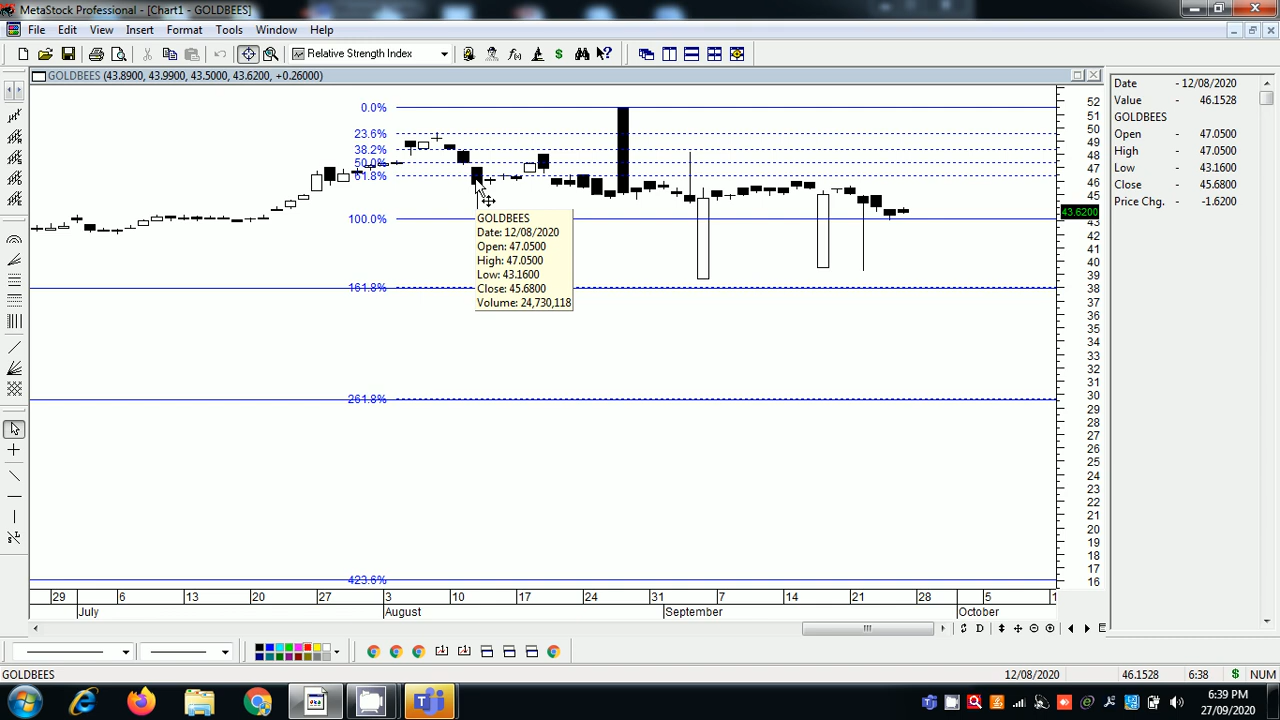 MetaStock Professional - [Chart1 - GOLDBEES]
File Edit View Insert Format Tools Window Help
Relative Strength Index
GOLDBEES (43.8900, 43.9900, 43.5000, 43.6200, +0.26000)
0.0%
23.6%
38.2%
50.0%
61.8%
100.0%
161.8%
261.8%
423.6%
GOLDBEES
Date: 12/08/2020
Open: 47.0500
High: 47.0500
Low: 43.1600
Close: 45.6800
Volume: 24,730,118
52
51
50
49
48
47
46
45
43.6200
43
42
41
40
39
38
37
36
35
34
33
32
31
30
29
28
27
26
25
24
23
22
21
20
19
18
17
16
29 6 13 20 27 3 10 17 24 31 7 14 21 28 5
July August September October
Date - 12/08/2020
Value - 46.1528
GOLDBEES
Open - 47.0500
High - 47.0500
Low - 43.1600
Close - 45.6800
Price Chg. - -1.6200
D
GOLDBEES 12/08/2020 46.1528 6:38 $ NUM
6:39 PM
27/09/2020